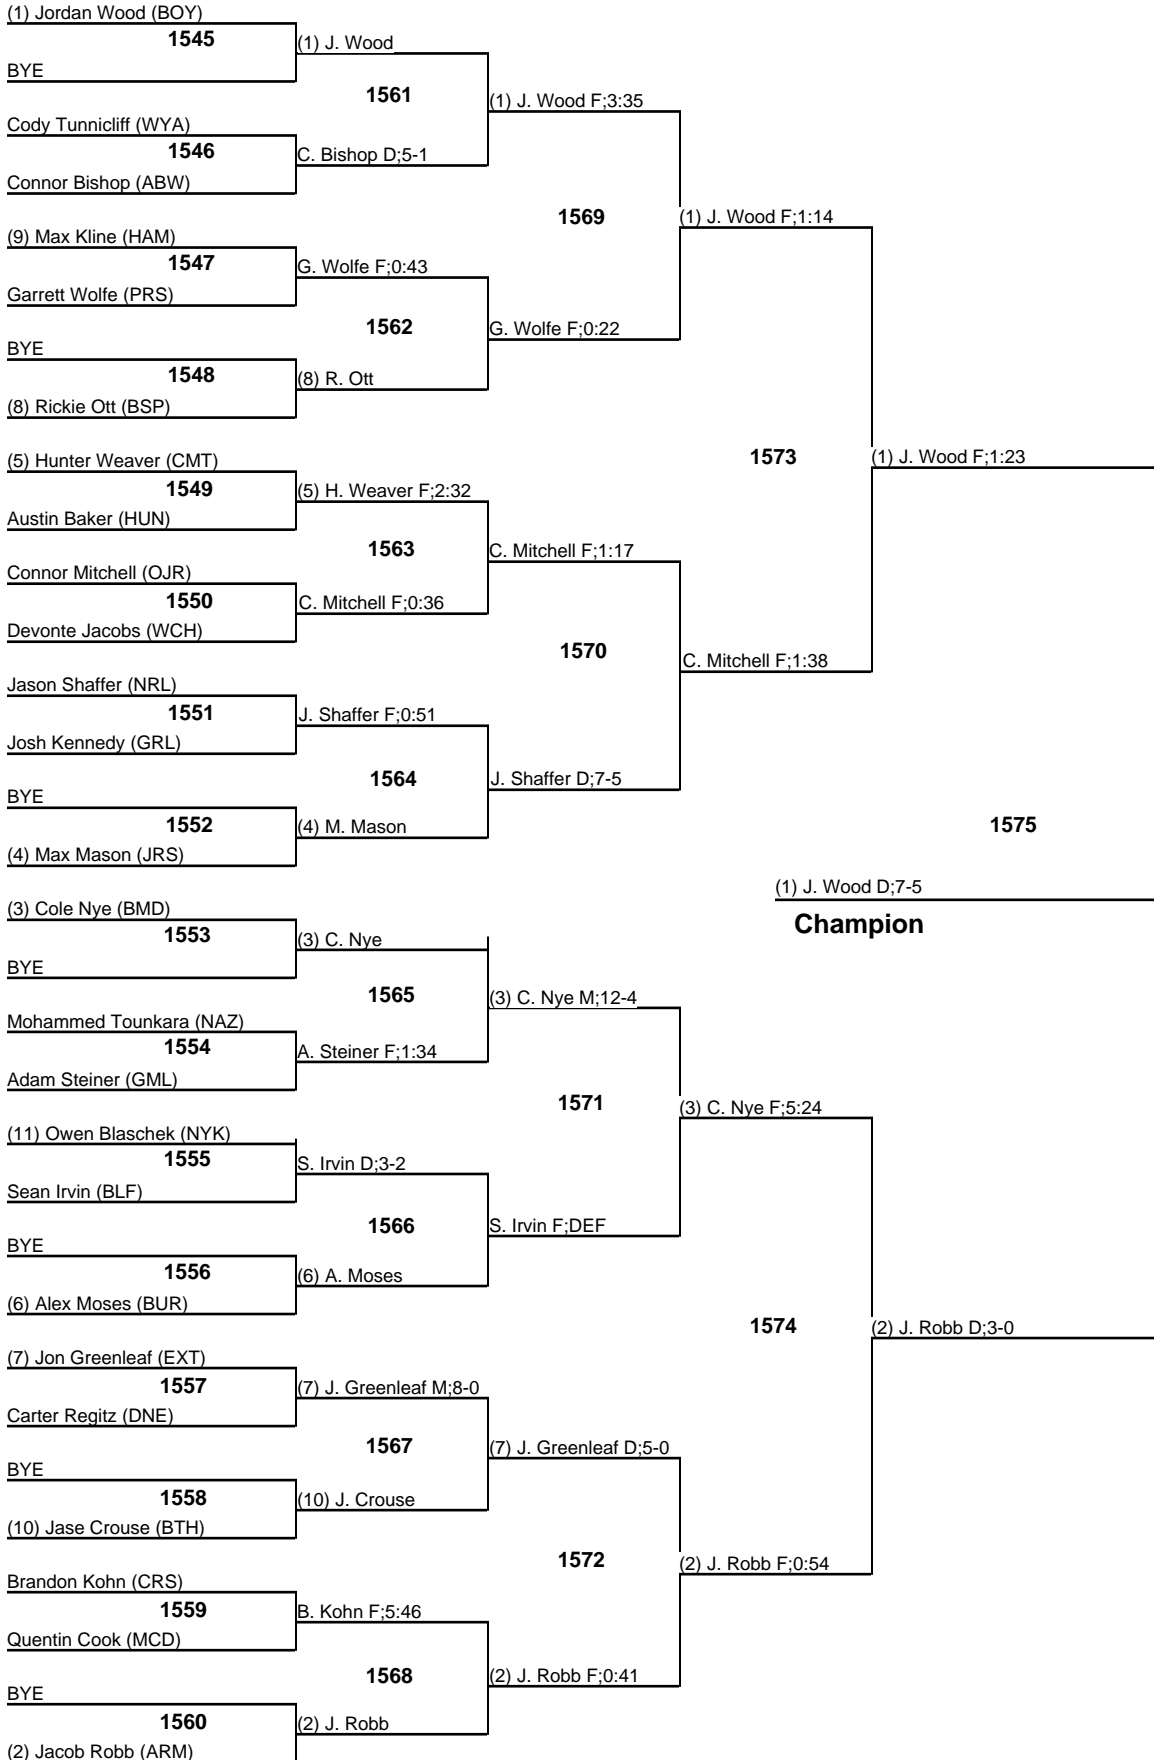 (1) Jordan Wood (BOY)
1545
(1) J. Wood
BYE
1561
(1) J. Wood F;3:35
Cody Tunnicliff (WYA)
1546
C. Bishop D;5-1
Connor Bishop (ABW)
1569
(1) J. Wood F;1:14
(9) Max Kline (HAM)
1547
G. Wolfe F;0:43
Garrett Wolfe (PRS)
1562
G. Wolfe F;0:22
BYE
1548
(8) R. Ott
(8) Rickie Ott (BSP)
1573
(1) J. Wood F;1:23
(5) Hunter Weaver (CMT)
1549
(5) H. Weaver F;2:32
Austin Baker (HUN)
1563
C. Mitchell F;1:17
Connor Mitchell (OJR)
1550
C. Mitchell F;0:36
Devonte Jacobs (WCH)
1570
C. Mitchell F;1:38
Jason Shaffer (NRL)
1551
J. Shaffer F;0:51
Josh Kennedy (GRL)
1564
J. Shaffer D;7-5
BYE
1552
(4) M. Mason
(4) Max Mason (JRS)
1575
(1) J. Wood D;7-5
Champion
(3) Cole Nye (BMD)
1553
(3) C. Nye
BYE
1565
(3) C. Nye M;12-4
Mohammed Tounkara (NAZ)
1554
A. Steiner F;1:34
Adam Steiner (GML)
1571
(3) C. Nye F;5:24
(11) Owen Blaschek (NYK)
1555
S. Irvin D;3-2
Sean Irvin (BLF)
1566
S. Irvin F;DEF
BYE
1556
(6) A. Moses
(6) Alex Moses (BUR)
1574
(2) J. Robb D;3-0
(7) Jon Greenleaf (EXT)
1557
(7) J. Greenleaf M;8-0
Carter Regitz (DNE)
1567
(7) J. Greenleaf D;5-0
BYE
1558
(10) J. Crouse
(10) Jase Crouse (BTH)
1572
(2) J. Robb F;0:54
Brandon Kohn (CRS)
1559
B. Kohn F;5:46
Quentin Cook (MCD)
1568
(2) J. Robb F;0:41
BYE
1560
(2) J. Robb
(2) Jacob Robb (ARM)